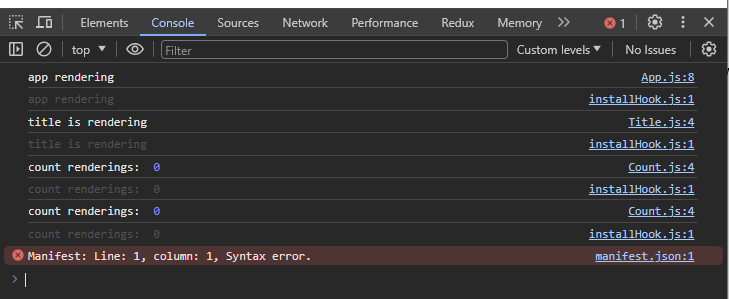 Elements Console Sources Network Performance Redux Memory 1
top Filter Custom levels No Issues
app rendering App.js:8
app rendering installHook.js:1
title is rendering Title.js:4
title is rendering installHook.js:1
count renderings: 0 Count.js:4
count renderings: 0 installHook.js:1
count renderings: 0 Count.js:4
count renderings: 0 installHook.js:1
Manifest: Line: 1, column: 1, Syntax error. manifest.json:1